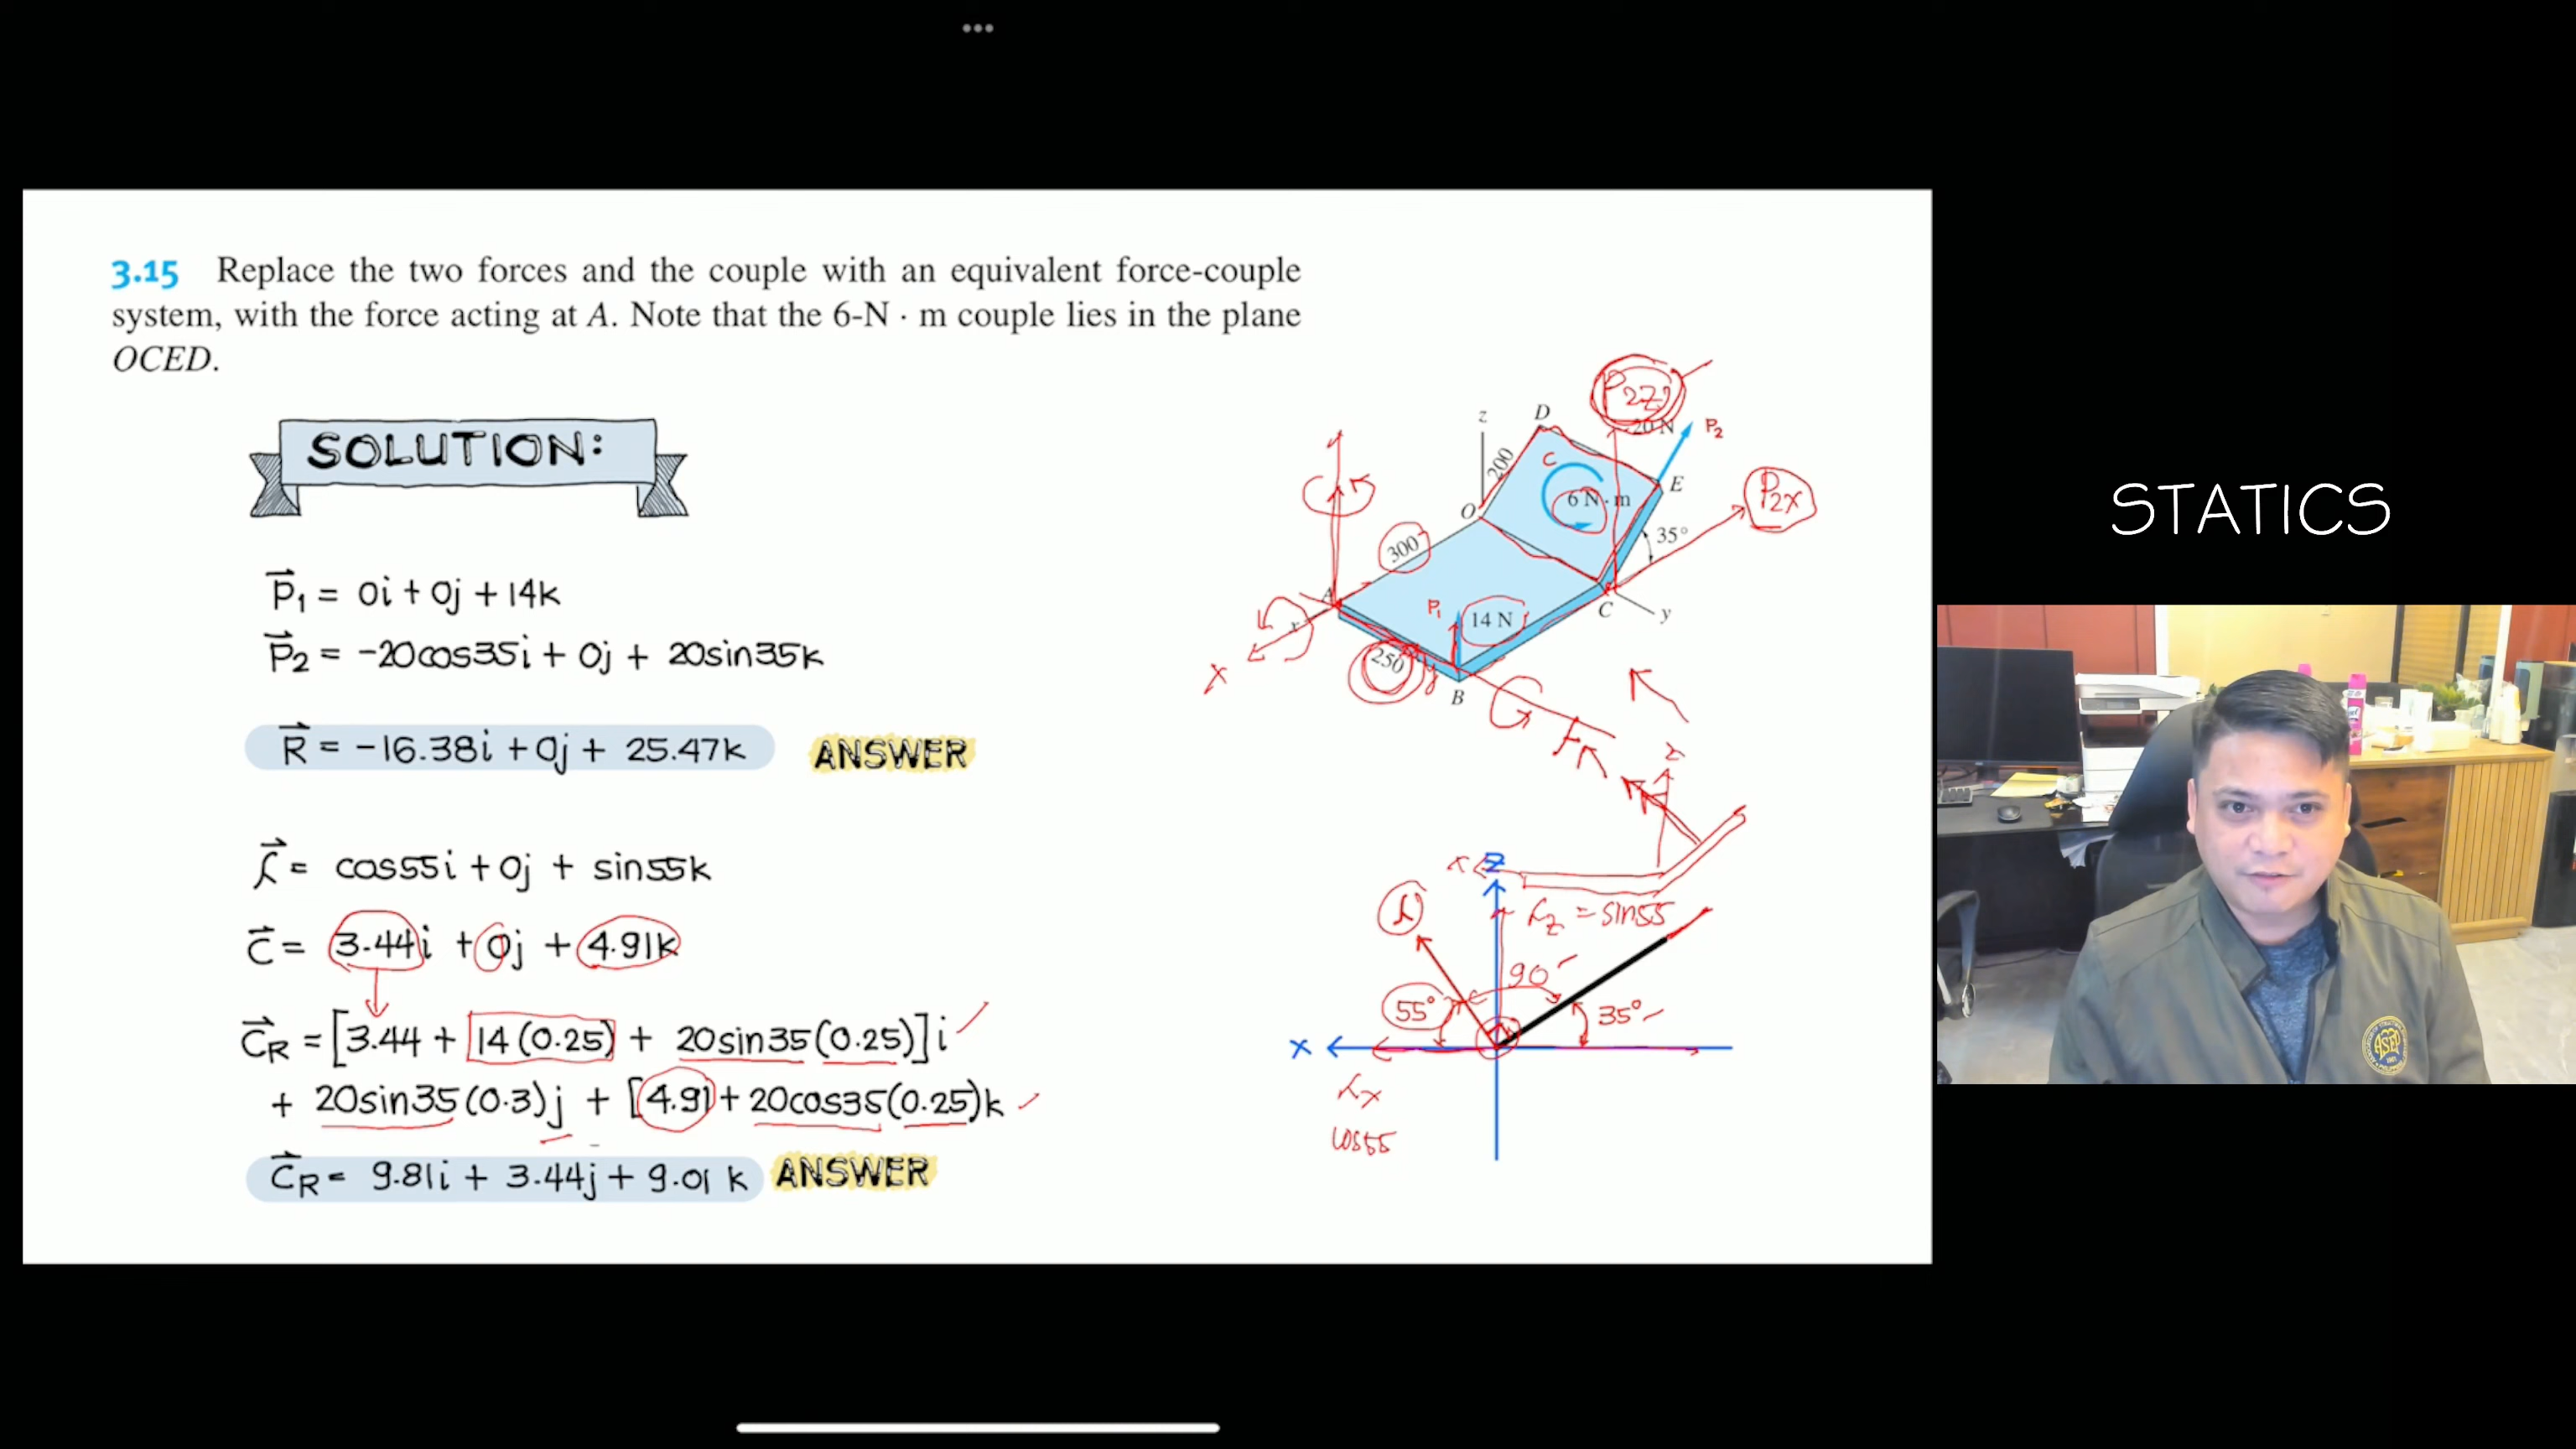 3.15 Replace the two forces and the couple with an equivalent force-couple
system, with the force acting at A. Note that the 6-N · m couple lies in the plane
OCED.
SOLUTION:
P₁ = 0i + 0j + 14k
P₂ = -20cos35i + 0j + 20sin35k
R = -16.38i + 0j + 25.47k ANSWER
λ = cos55i + 0j + sin55k
C = 3.44i + 0j + 4.91k
CR = [3.44 + 14(0.25) + 20sin35(0.25)]i
+ 20sin35(0.3)j + [4.91 + 20cos35(0.25)k
CR = 9.81i + 3.44j + 9.01k ANSWER
P2Z
z
D
20 N
P₂
200
C
E
6 N · m
P2x
O
35°
300
A
P₁
14 N
C
y
x
X
250
y
B
z
x
Z
λ
λz = sin55
90°
55°
35°
x
λx
cos55
STATICS
ASEP